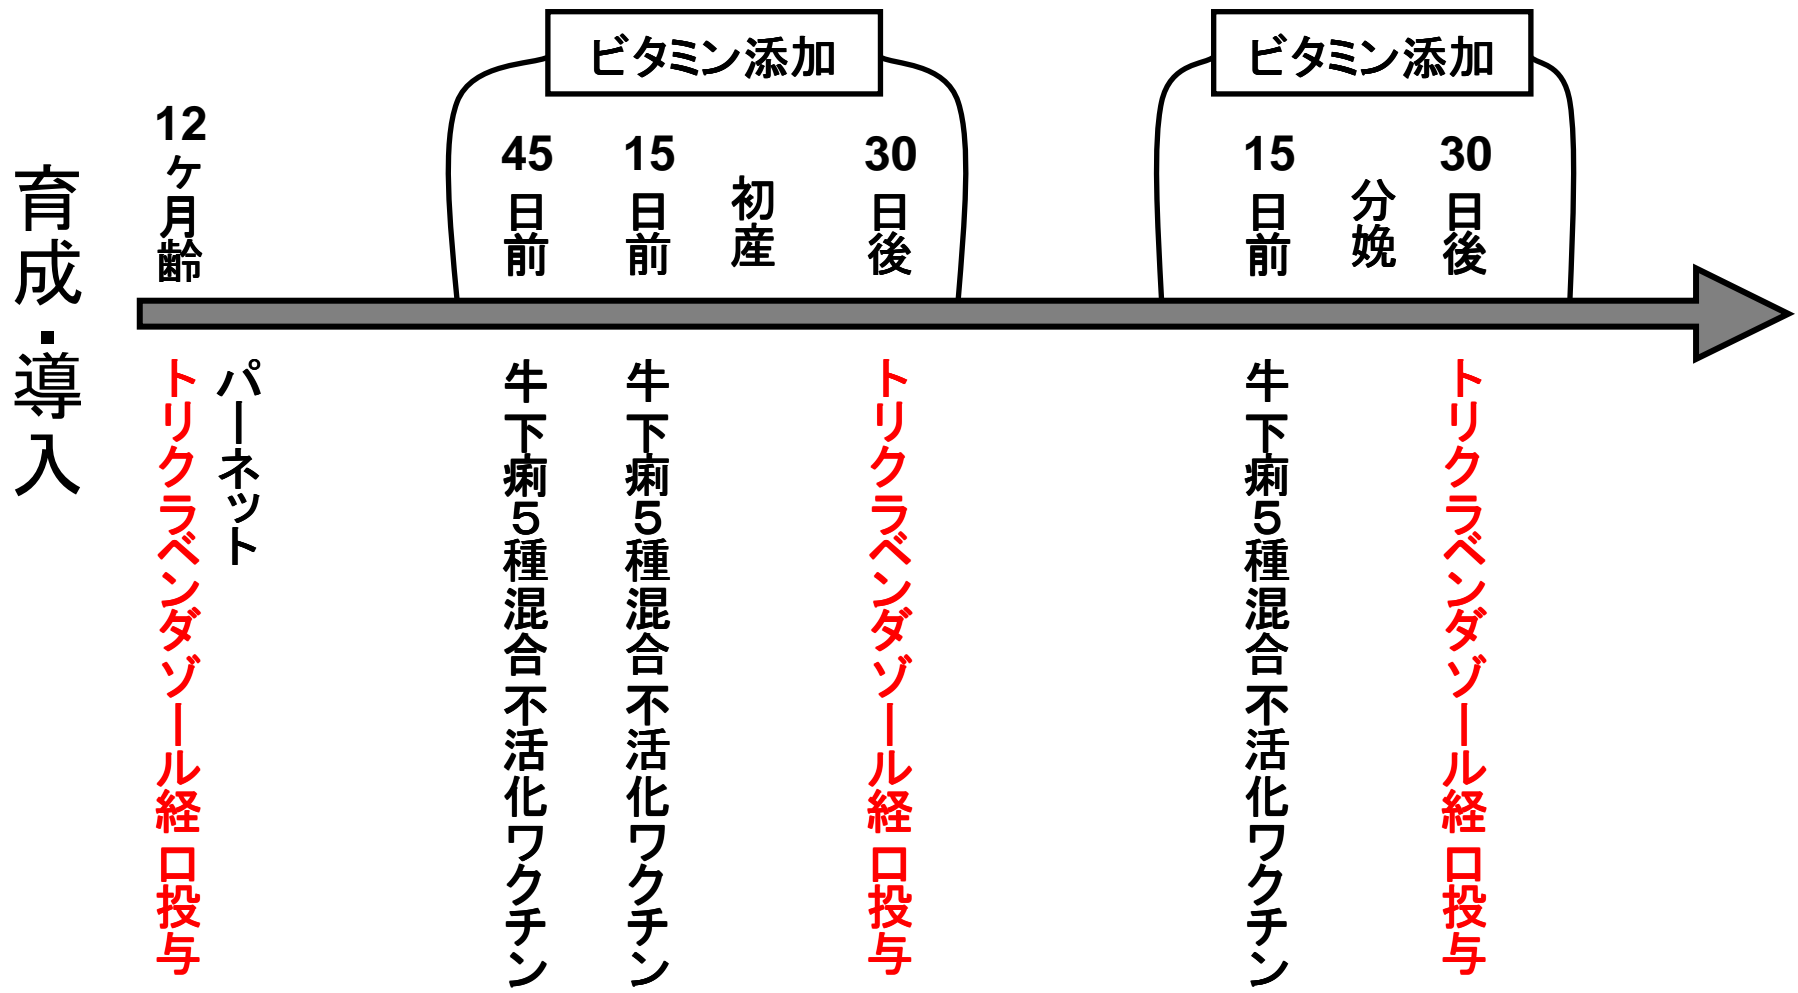 育成・導入
ビタミン添加
ビタミン添加
12ヶ月齢
45日前
15日前
初産
30日後
15日前
分娩
30日後
トリクラベンダゾール経口投与
パーネット
牛下痢５種混合不活化ワクチン
牛下痢５種混合不活化ワクチン
トリクラベンダゾール経口投与
牛下痢５種混合不活化ワクチン
トリクラベンダゾール経口投与